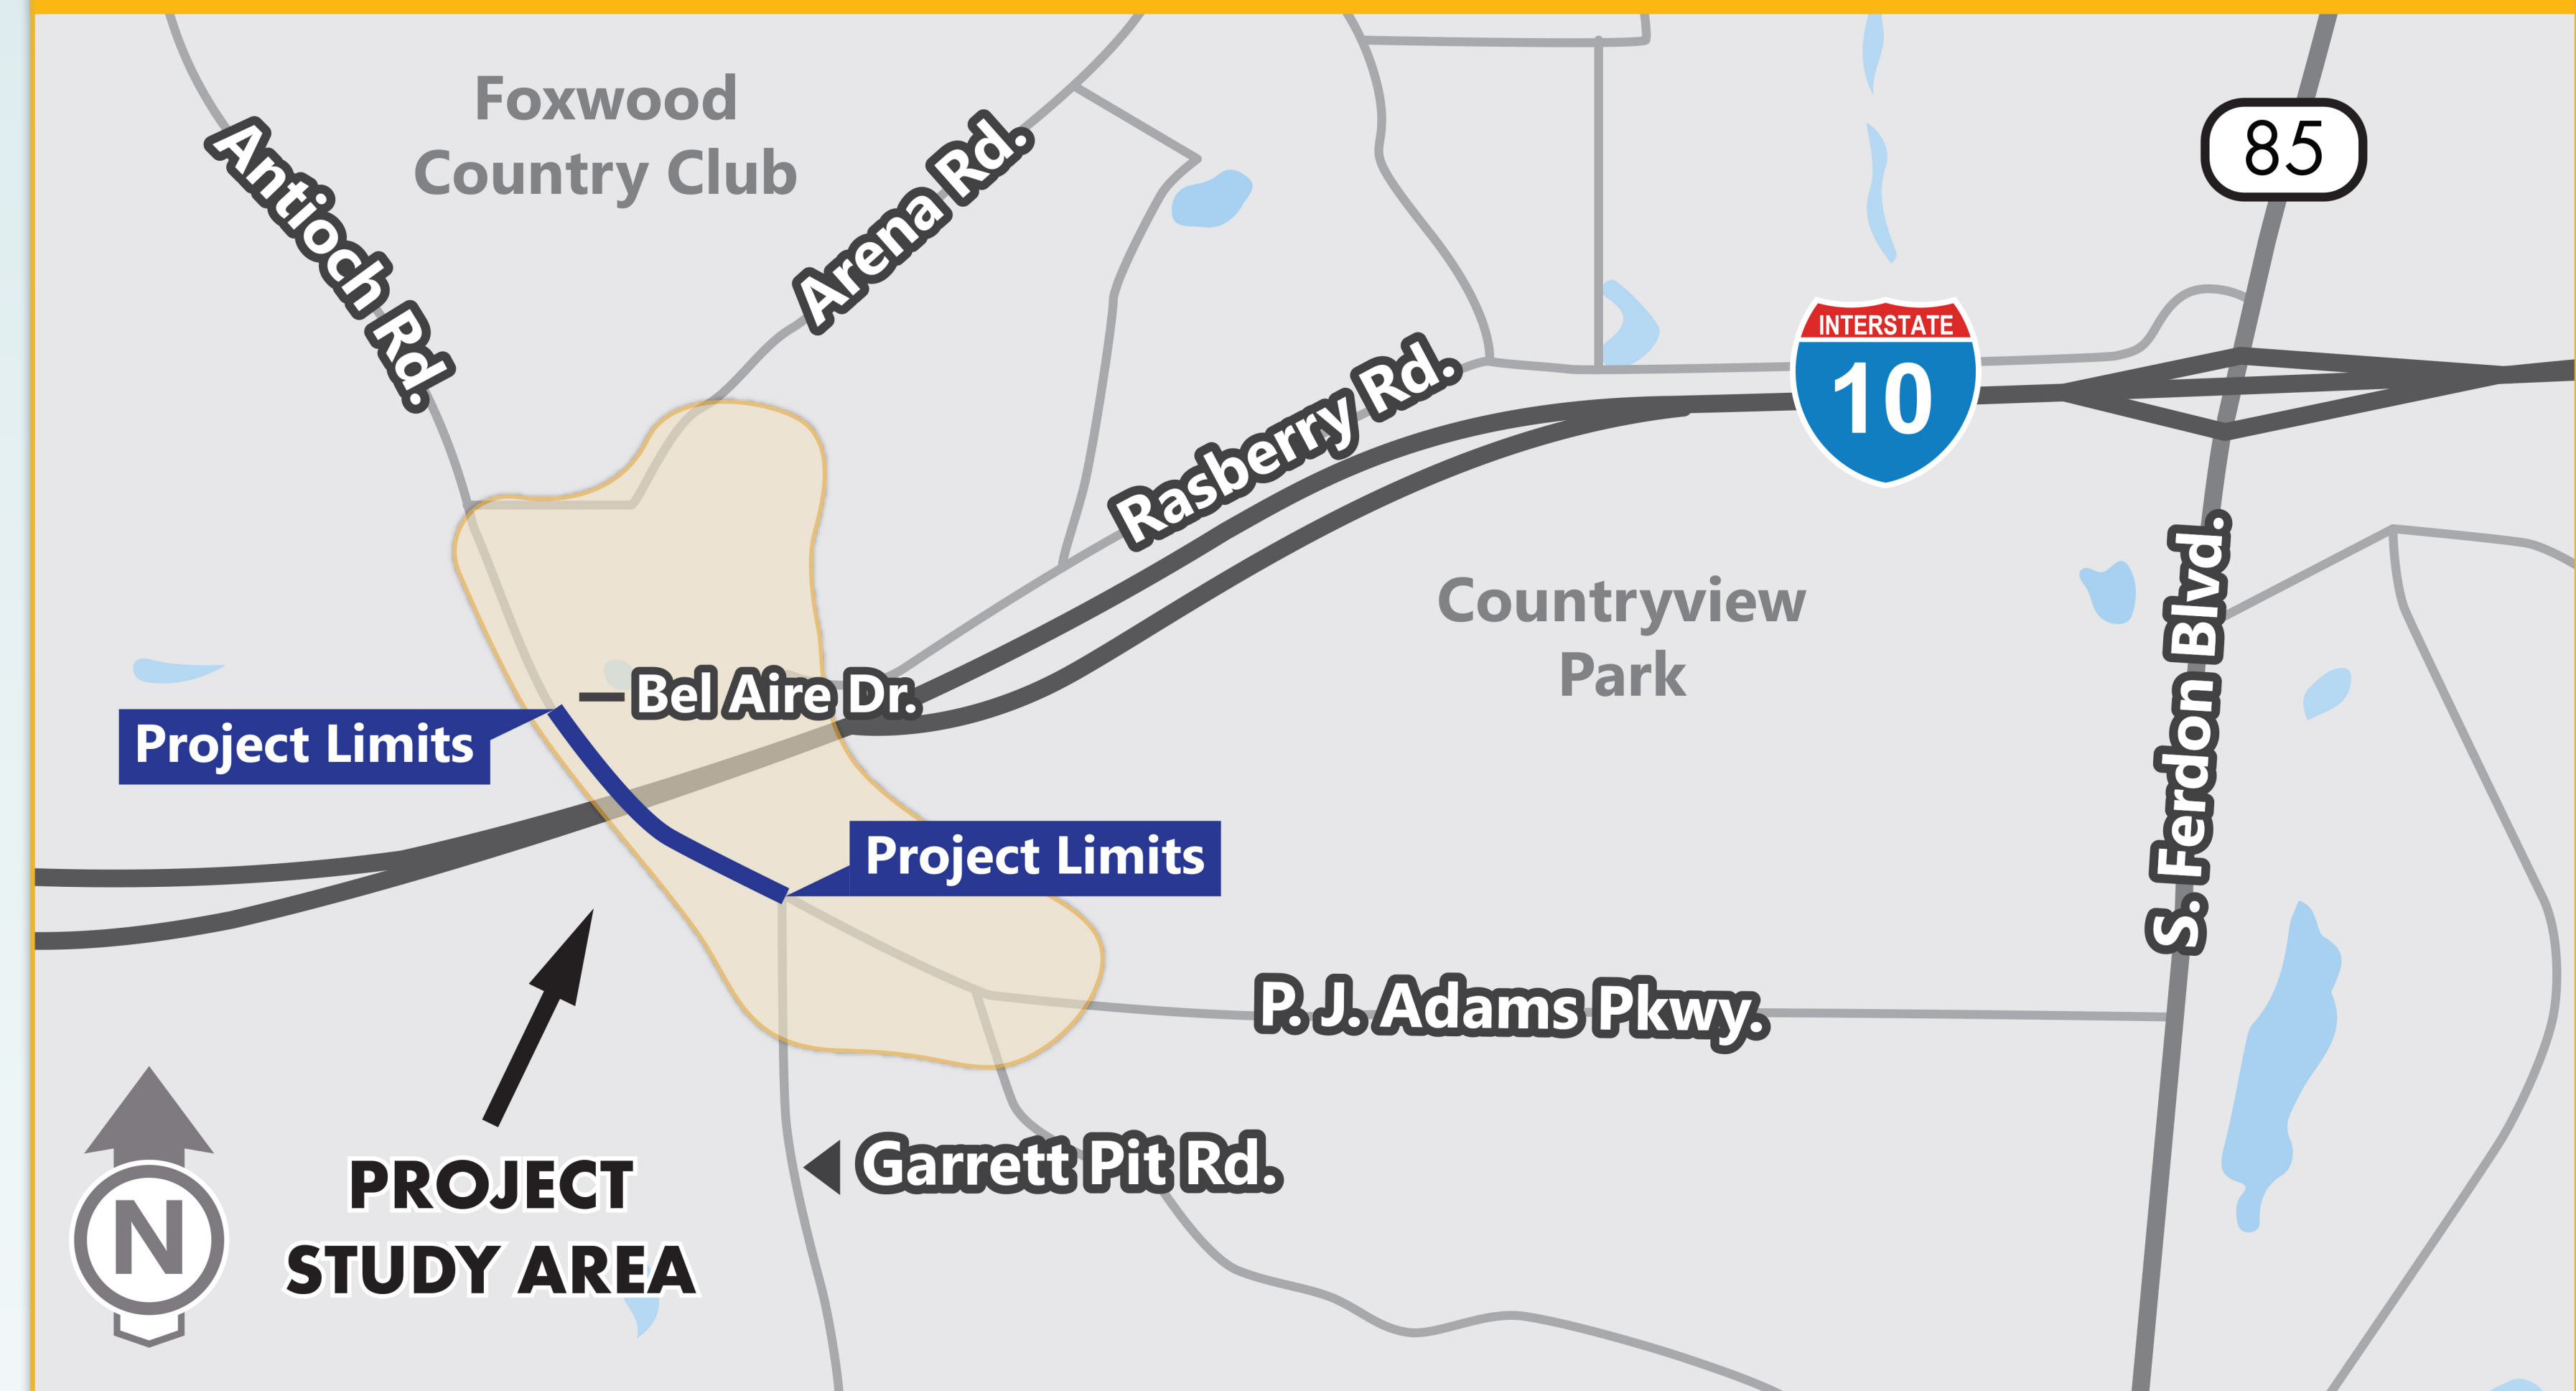 Foxwood
Country Club
Antioch Rd.
Arena Rd.
85
INTERSTATE
10
Rasberry Rd.
Countryview
Park
S. Ferdon Blvd.
Bel Aire Dr.
Project Limits
Project Limits
P. J. Adams Pkwy.
Garrett Pit Rd.
PROJECT
STUDY AREA
N